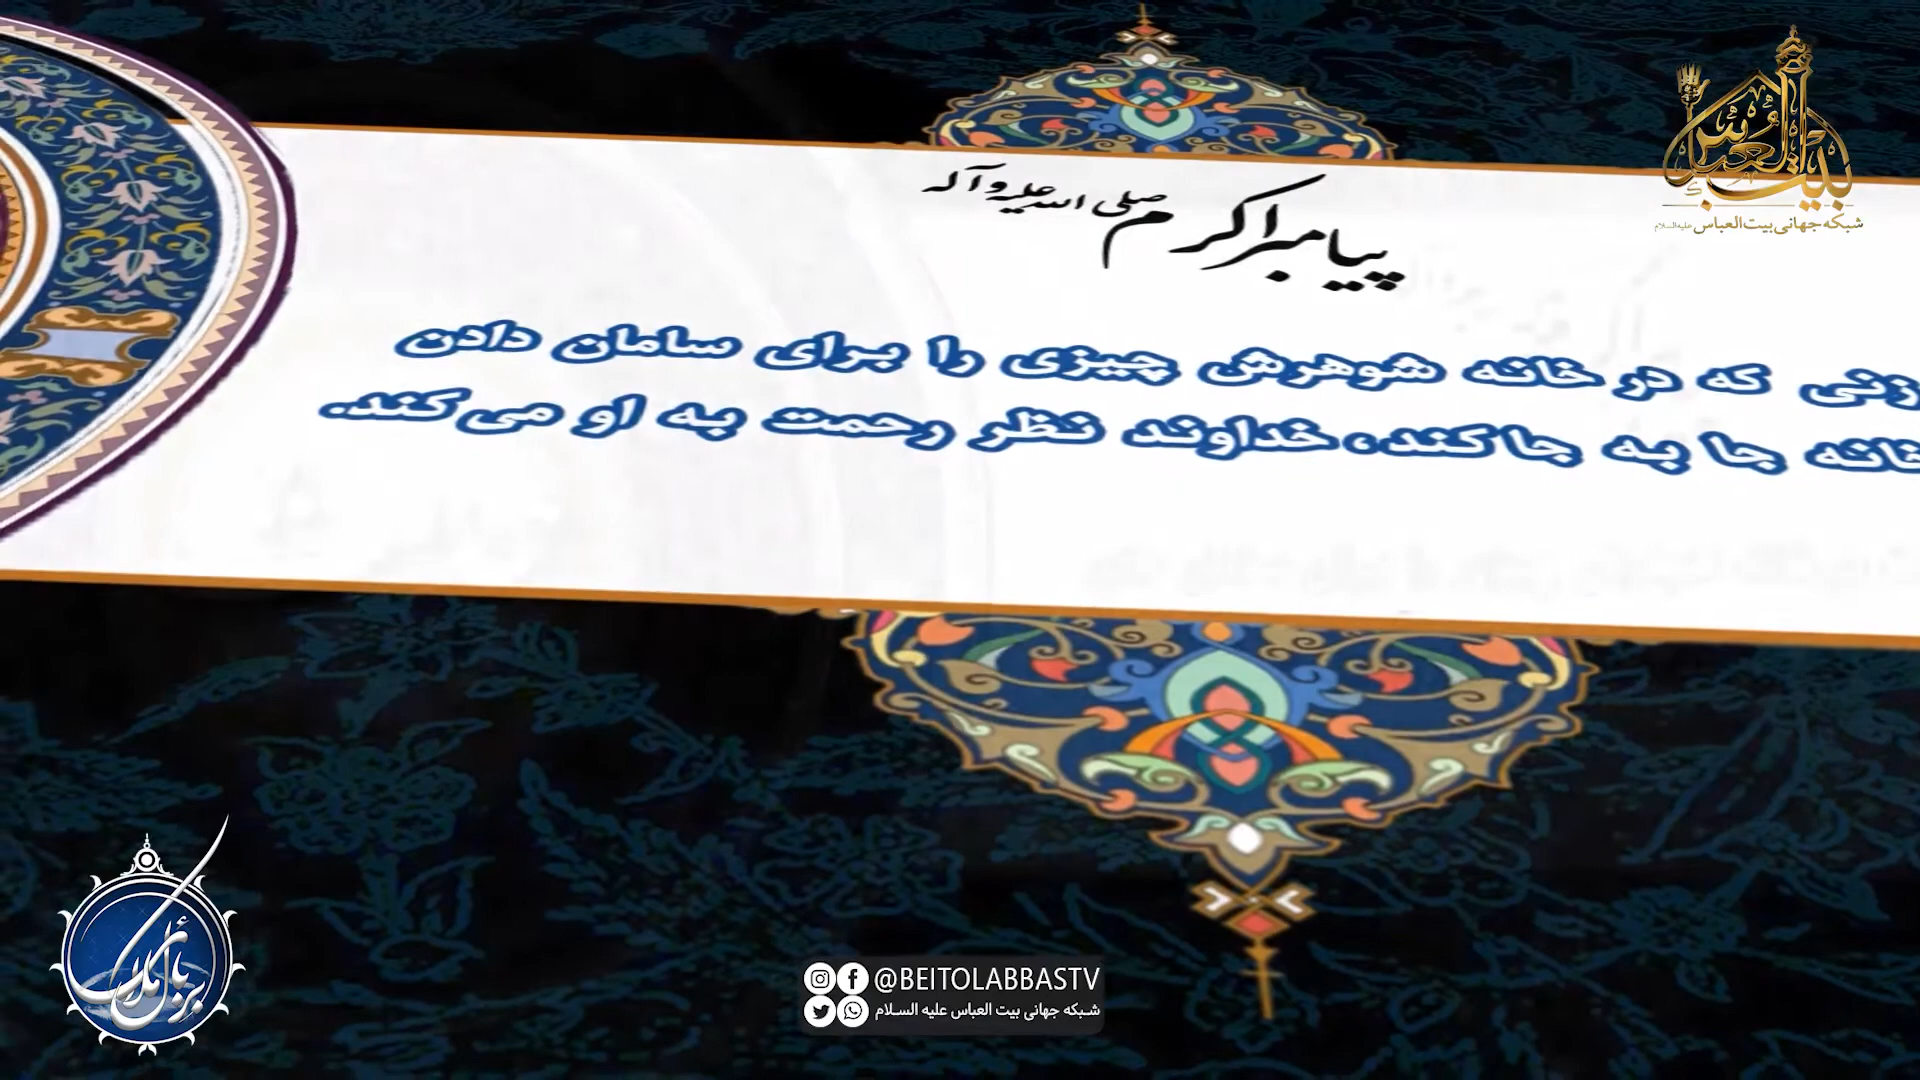 بیت العباس
شبکه جهانی بیت العباس علیه السلام
پیامبر اکرم صلی الله علیه و آله
زنی که در خانه شوهرش چیزی را برای سامان دادن
خانه جا به جا کند، خداوند نظر رحمت به او می‌کند.
@BEITOLABBASTV
شبکه جهانی بیت العباس علیه السلام